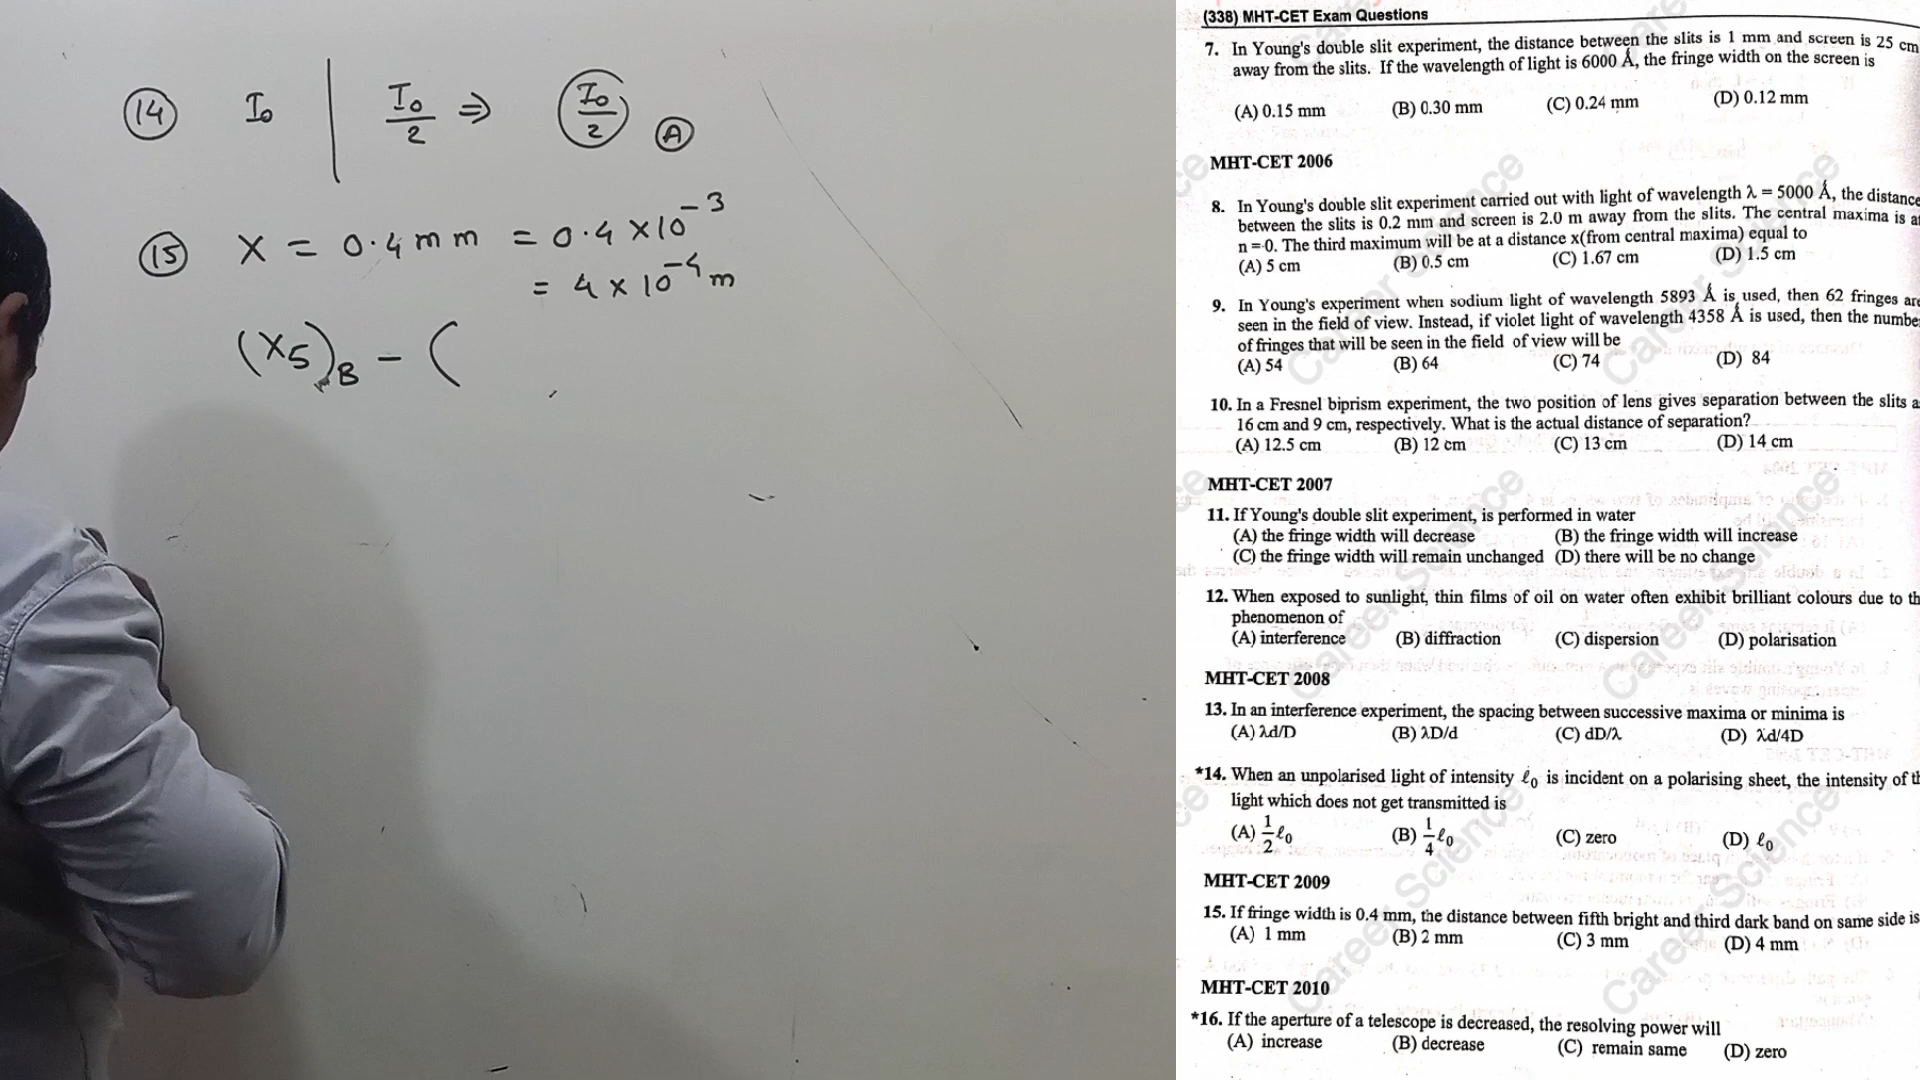 (14) I₀ | I₀/2 ⇒ (I₀/2) (A)
(15) X = 0.4 mm = 0.4 × 10⁻³
= 4 × 10⁻⁴ m
(X5)B - (
(338) MHT-CET Exam Questions
7. In Young's double slit experiment, the distance between the slits is 1 mm and screen is 25 cm
away from the slits. If the wavelength of light is 6000 Å, the fringe width on the screen is
(A) 0.15 mm (B) 0.30 mm (C) 0.24 mm (D) 0.12 mm
MHT-CET 2006
8. In Young's double slit experiment carried out with light of wavelength λ = 5000 Å, the distance
between the slits is 0.2 mm and screen is 2.0 m away from the slits. The central maxima is a
n = 0. The third maximum will be at a distance x(from central maxima) equal to
(A) 5 cm (B) 0.5 cm (C) 1.67 cm (D) 1.5 cm
9. In Young's experiment when sodium light of wavelength 5893 Å is used, then 62 fringes are
seen in the field of view. Instead, if violet light of wavelength 4358 Å is used, then the numbe
of fringes that will be seen in the field of view will be
(A) 54 (B) 64 (C) 74 (D) 84
10. In a Fresnel biprism experiment, the two position of lens gives separation between the slits a
16 cm and 9 cm, respectively. What is the actual distance of separation?
(A) 12.5 cm (B) 12 cm (C) 13 cm (D) 14 cm
MHT-CET 2007
11. If Young's double slit experiment, is performed in water
(A) the fringe width will decrease (B) the fringe width will increase
(C) the fringe width will remain unchanged (D) there will be no change
12. When exposed to sunlight, thin films of oil on water often exhibit brilliant colours due to th
phenomenon of
(A) interference (B) diffraction (C) dispersion (D) polarisation
MHT-CET 2008
13. In an interference experiment, the spacing between successive maxima or minima is
(A) λd/D (B) λD/d (C) dD/λ (D) λd/4D
*14. When an unpolarised light of intensity ℓ₀ is incident on a polarising sheet, the intensity of th
light which does not get transmitted is
(A) 1/2 ℓ₀ (B) 1/4 ℓ₀ (C) zero (D) ℓ₀
MHT-CET 2009
15. If fringe width is 0.4 mm, the distance between fifth bright and third dark band on same side is
(A) 1 mm (B) 2 mm (C) 3 mm (D) 4 mm
MHT-CET 2010
*16. If the aperture of a telescope is decreased, the resolving power will
(A) increase (B) decrease (C) remain same (D) zero
Career Science